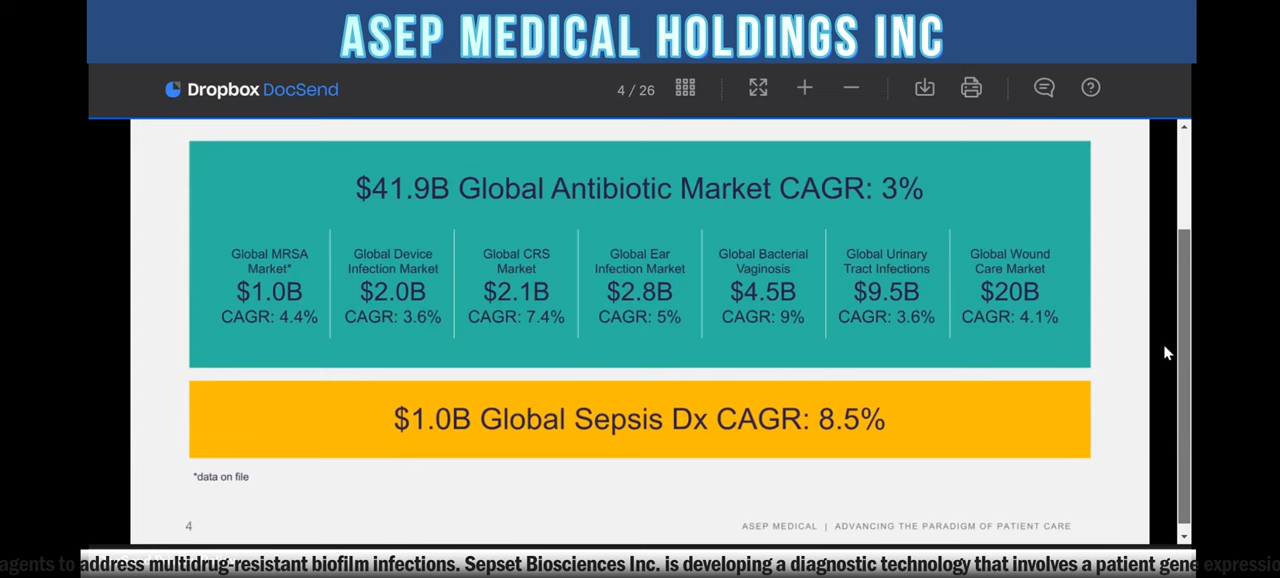 ASEP MEDICAL HOLDINGS INC
Dropbox DocSend
4 / 26
$41.9B Global Antibiotic Market CAGR: 3%
Global MRSA
Market*
$1.0B
CAGR: 4.4%
Global Device
Infection Market
$2.0B
CAGR: 3.6%
Global CRS
Market
$2.1B
CAGR: 7.4%
Global Ear
Infection Market
$2.8B
CAGR: 5%
Global Bacterial
Vaginosis
$4.5B
CAGR: 9%
Global Urinary
Tract Infections
$9.5B
CAGR: 3.6%
Global Wound
Care Market
$20B
CAGR: 4.1%
$1.0B Global Sepsis Dx CAGR: 8.5%
*data on file
4
ASEP MEDICAL | ADVANCING THE PARADIGM OF PATIENT CARE
agents to address multidrug-resistant biofilm infections. Sepset Biosciences Inc. is developing a diagnostic technology that involves a patient gene expressio